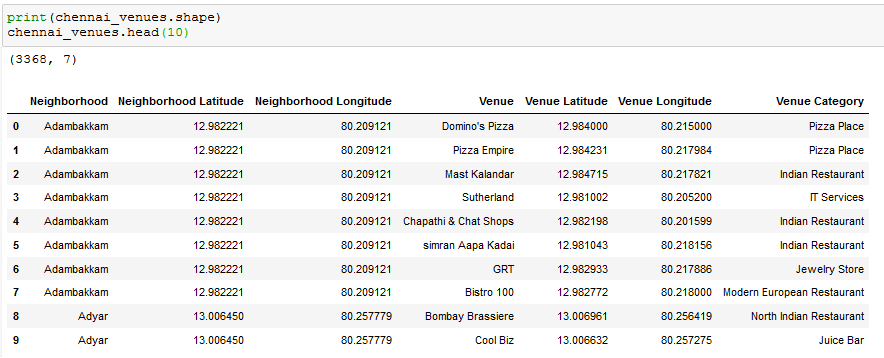 print(chennai_venues.shape)
chennai_venues.head(10)
(3368, 7)
Neighborhood Neighborhood Latitude Neighborhood Longitude Venue Venue Latitude Venue Longitude Venue Category
0 Adambakkam 12.982221 80.209121 Domino's Pizza 12.984000 80.215000 Pizza Place
1 Adambakkam 12.982221 80.209121 Pizza Empire 12.984231 80.217984 Pizza Place
2 Adambakkam 12.982221 80.209121 Mast Kalandar 12.984715 80.217821 Indian Restaurant
3 Adambakkam 12.982221 80.209121 Sutherland 12.981002 80.205200 IT Services
4 Adambakkam 12.982221 80.209121 Chapathi & Chat Shops 12.982198 80.201599 Indian Restaurant
5 Adambakkam 12.982221 80.209121 simran Aapa Kadai 12.981043 80.218156 Indian Restaurant
6 Adambakkam 12.982221 80.209121 GRT 12.982933 80.217886 Jewelry Store
7 Adambakkam 12.982221 80.209121 Bistro 100 12.982772 80.218000 Modern European Restaurant
8 Adyar 13.006450 80.257779 Bombay Brassiere 13.006961 80.256419 North Indian Restaurant
9 Adyar 13.006450 80.257779 Cool Biz 13.006632 80.257275 Juice Bar